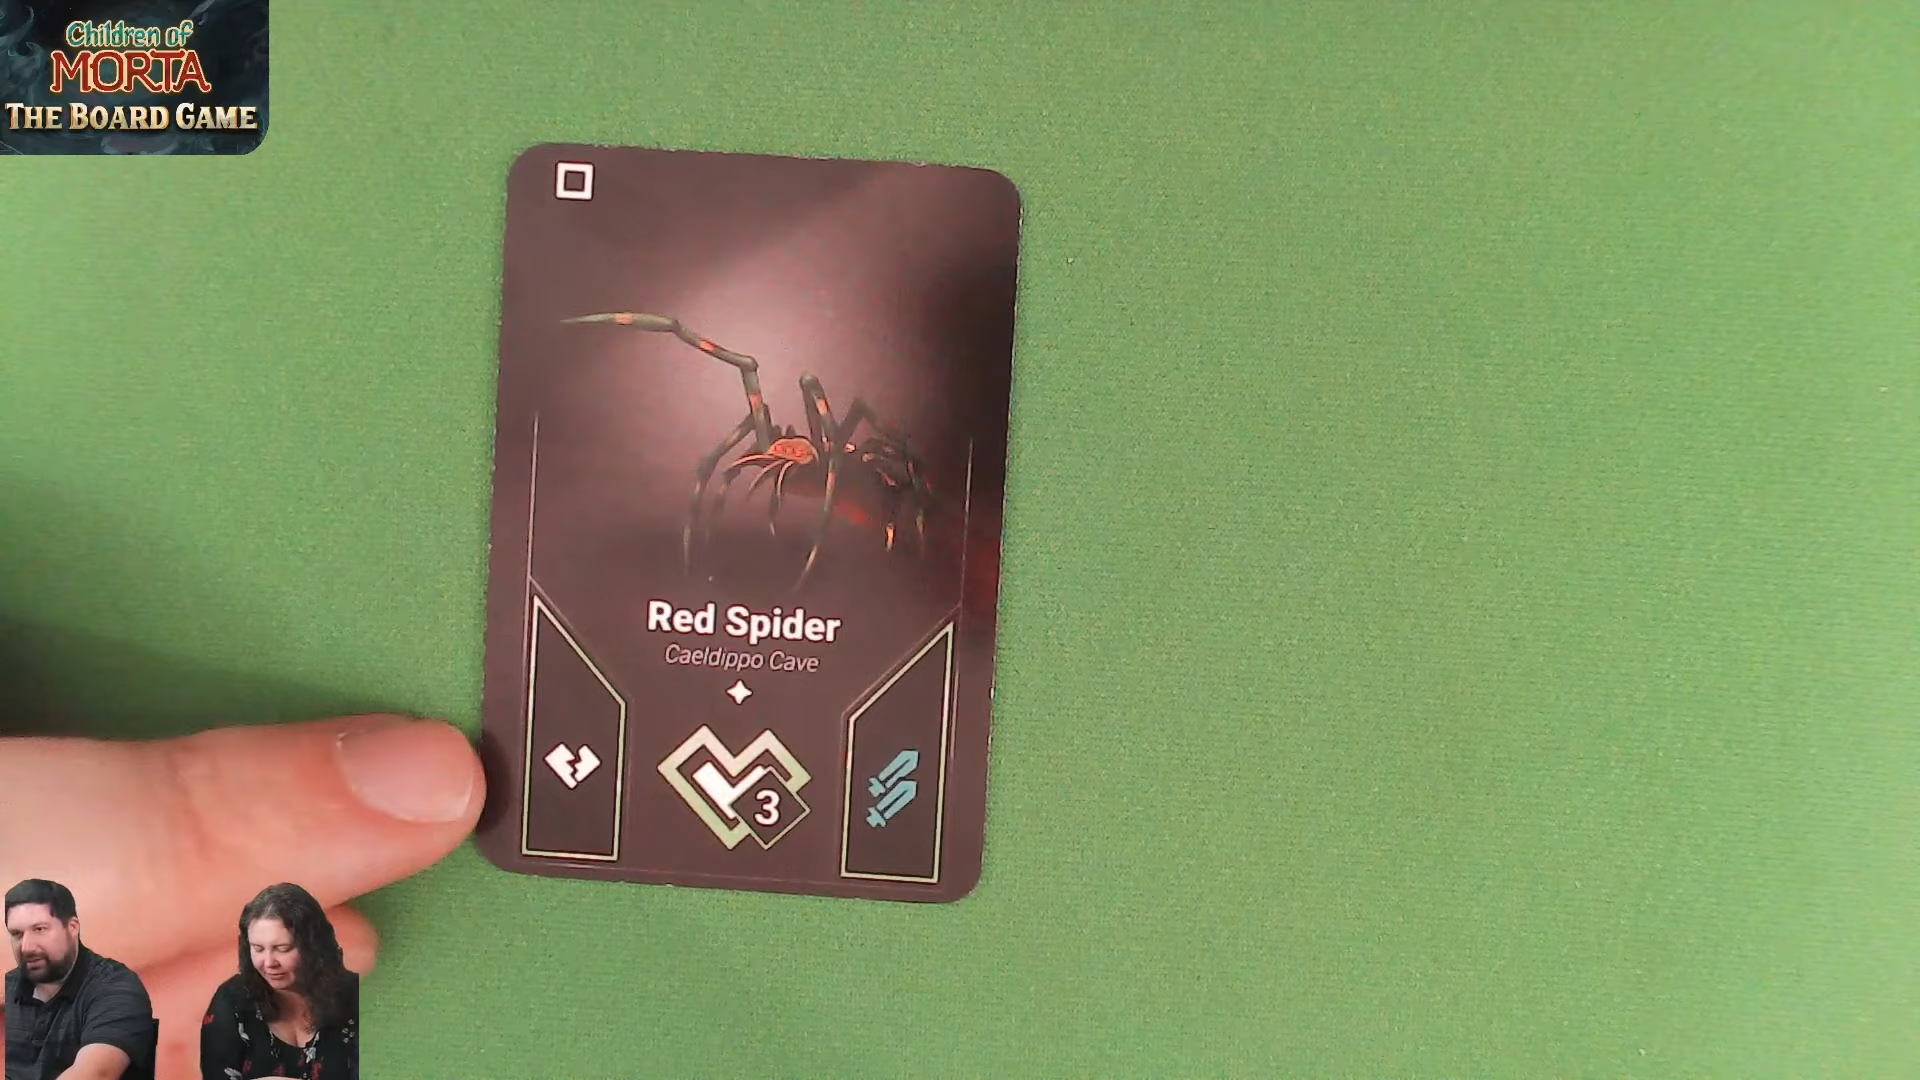 Children of
MORTA
THE BOARD GAME
Red Spider
Caeldippo Cave
3